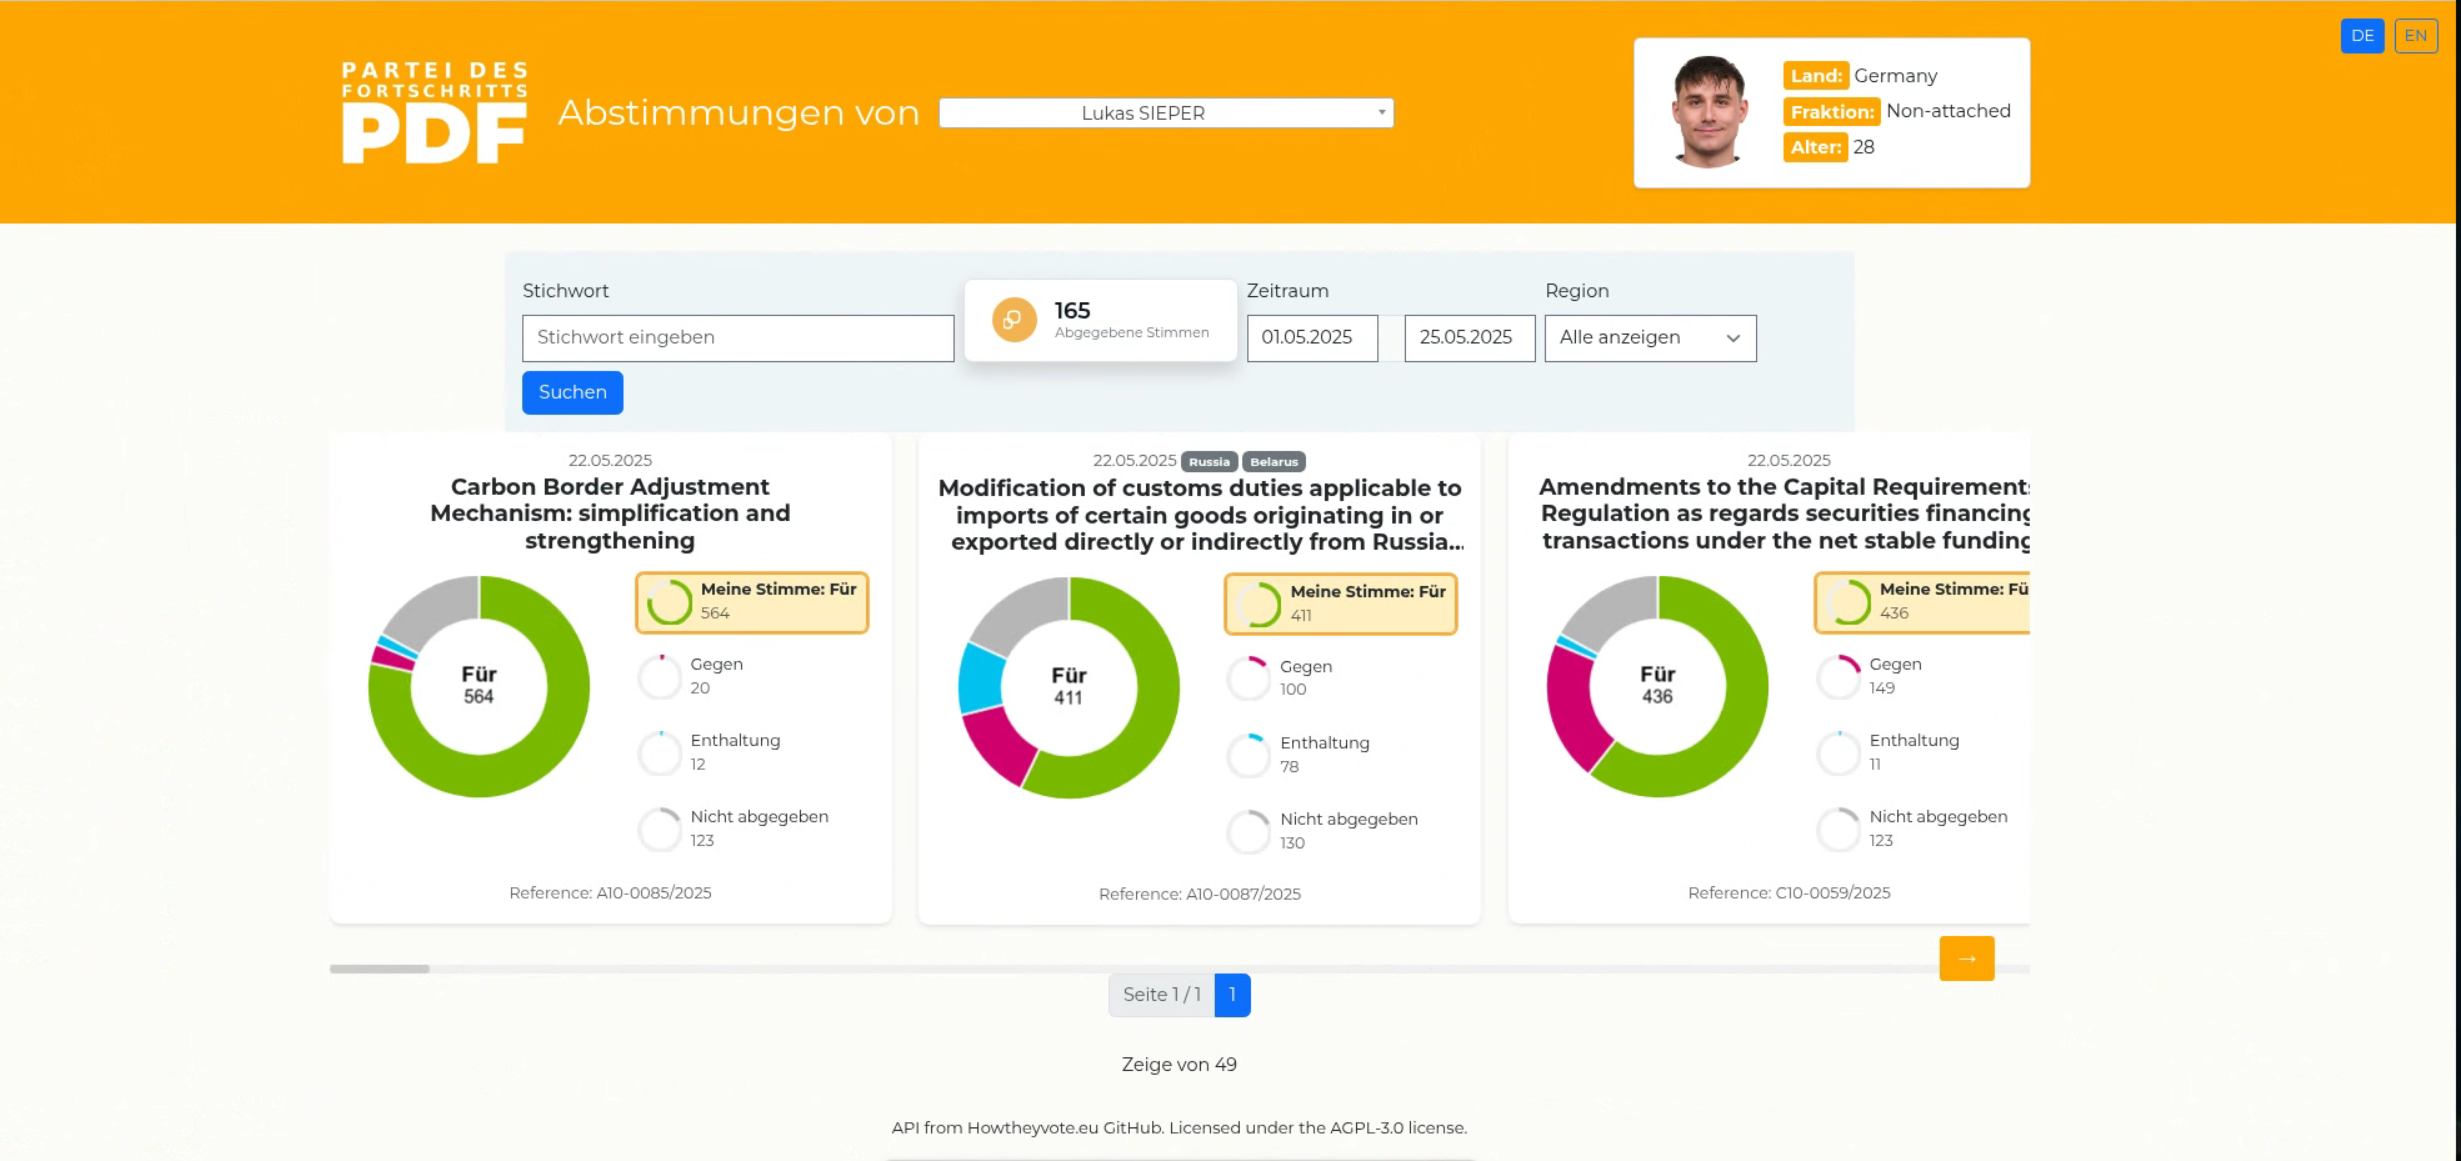 DE
EN
PARTEI DES
FORTSCHRITTS
PDF
Abstimmungen von
Lukas SIEPER
Land: Germany
Fraktion: Non-attached
Alter: 28
Stichwort
Stichwort eingeben
Suchen
165
Abgegebene Stimmen
Zeitraum
01.05.2025
25.05.2025
Region
Alle anzeigen
22.05.2025
Carbon Border Adjustment
Mechanism: simplification and
strengthening
Für
564
Meine Stimme: Für
564
Gegen
20
Enthaltung
12
Nicht abgegeben
123
Reference: A10-0085/2025
22.05.2025 Russia Belarus
Modification of customs duties applicable to
imports of certain goods originating in or
exported directly or indirectly from Russia...
Für
411
Meine Stimme: Für
411
Gegen
100
Enthaltung
78
Nicht abgegeben
130
Reference: A10-0087/2025
22.05.2025
Amendments to the Capital Requirements
Regulation as regards securities financing
transactions under the net stable funding
Für
436
Meine Stimme: Fü
436
Gegen
149
Enthaltung
11
Nicht abgegeben
123
Reference: C10-0059/2025
→
Seite 1 / 1
1
Zeige von 49
API from Howtheyvote.eu GitHub. Licensed under the AGPL-3.0 license.